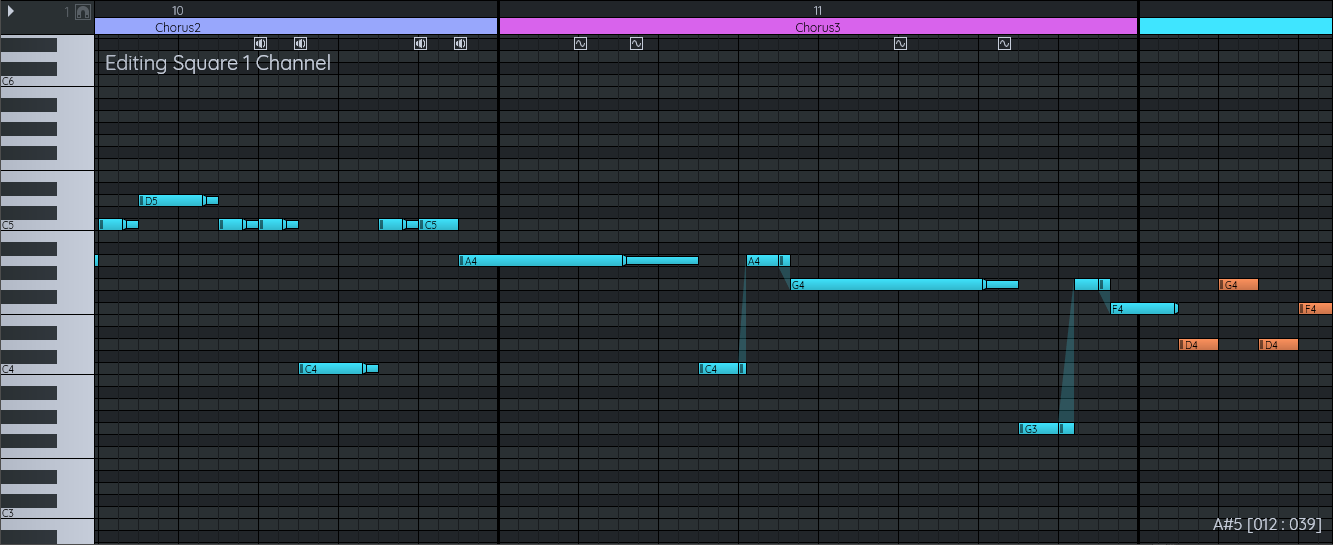 1 10 11
Chorus2 Chorus3
Editing Square 1 Channel
C6
D5
C5 C5
A4 A4
G4 G4
F4 F4
D4 D4
C4 C4 C4
G3
C3
A#5 [012 : 039]